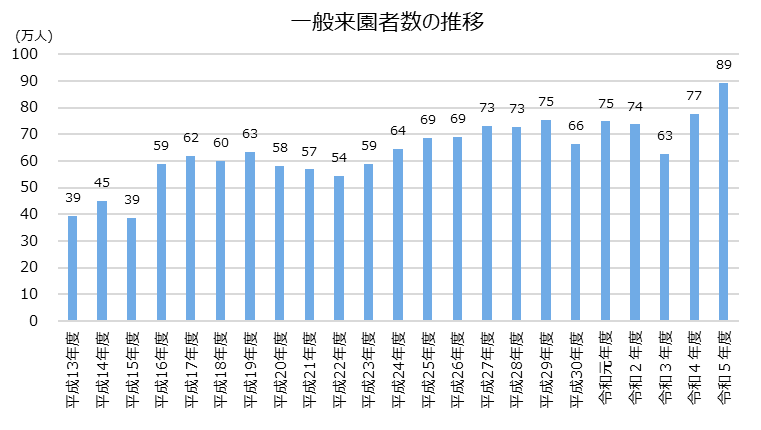 一般来園者数の推移
(万人)
100
90
80
70
60
50
40
30
20
10
0
39
45
39
59
62
60
63
58
57
54
59
64
69
69
73
73
75
66
75
74
63
77
89
平成13年度
平成14年度
平成15年度
平成16年度
平成17年度
平成18年度
平成19年度
平成20年度
平成21年度
平成22年度
平成23年度
平成24年度
平成25年度
平成26年度
平成27年度
平成28年度
平成29年度
平成30年度
令和元年度
令和２年度
令和３年度
令和４年度
令和５年度